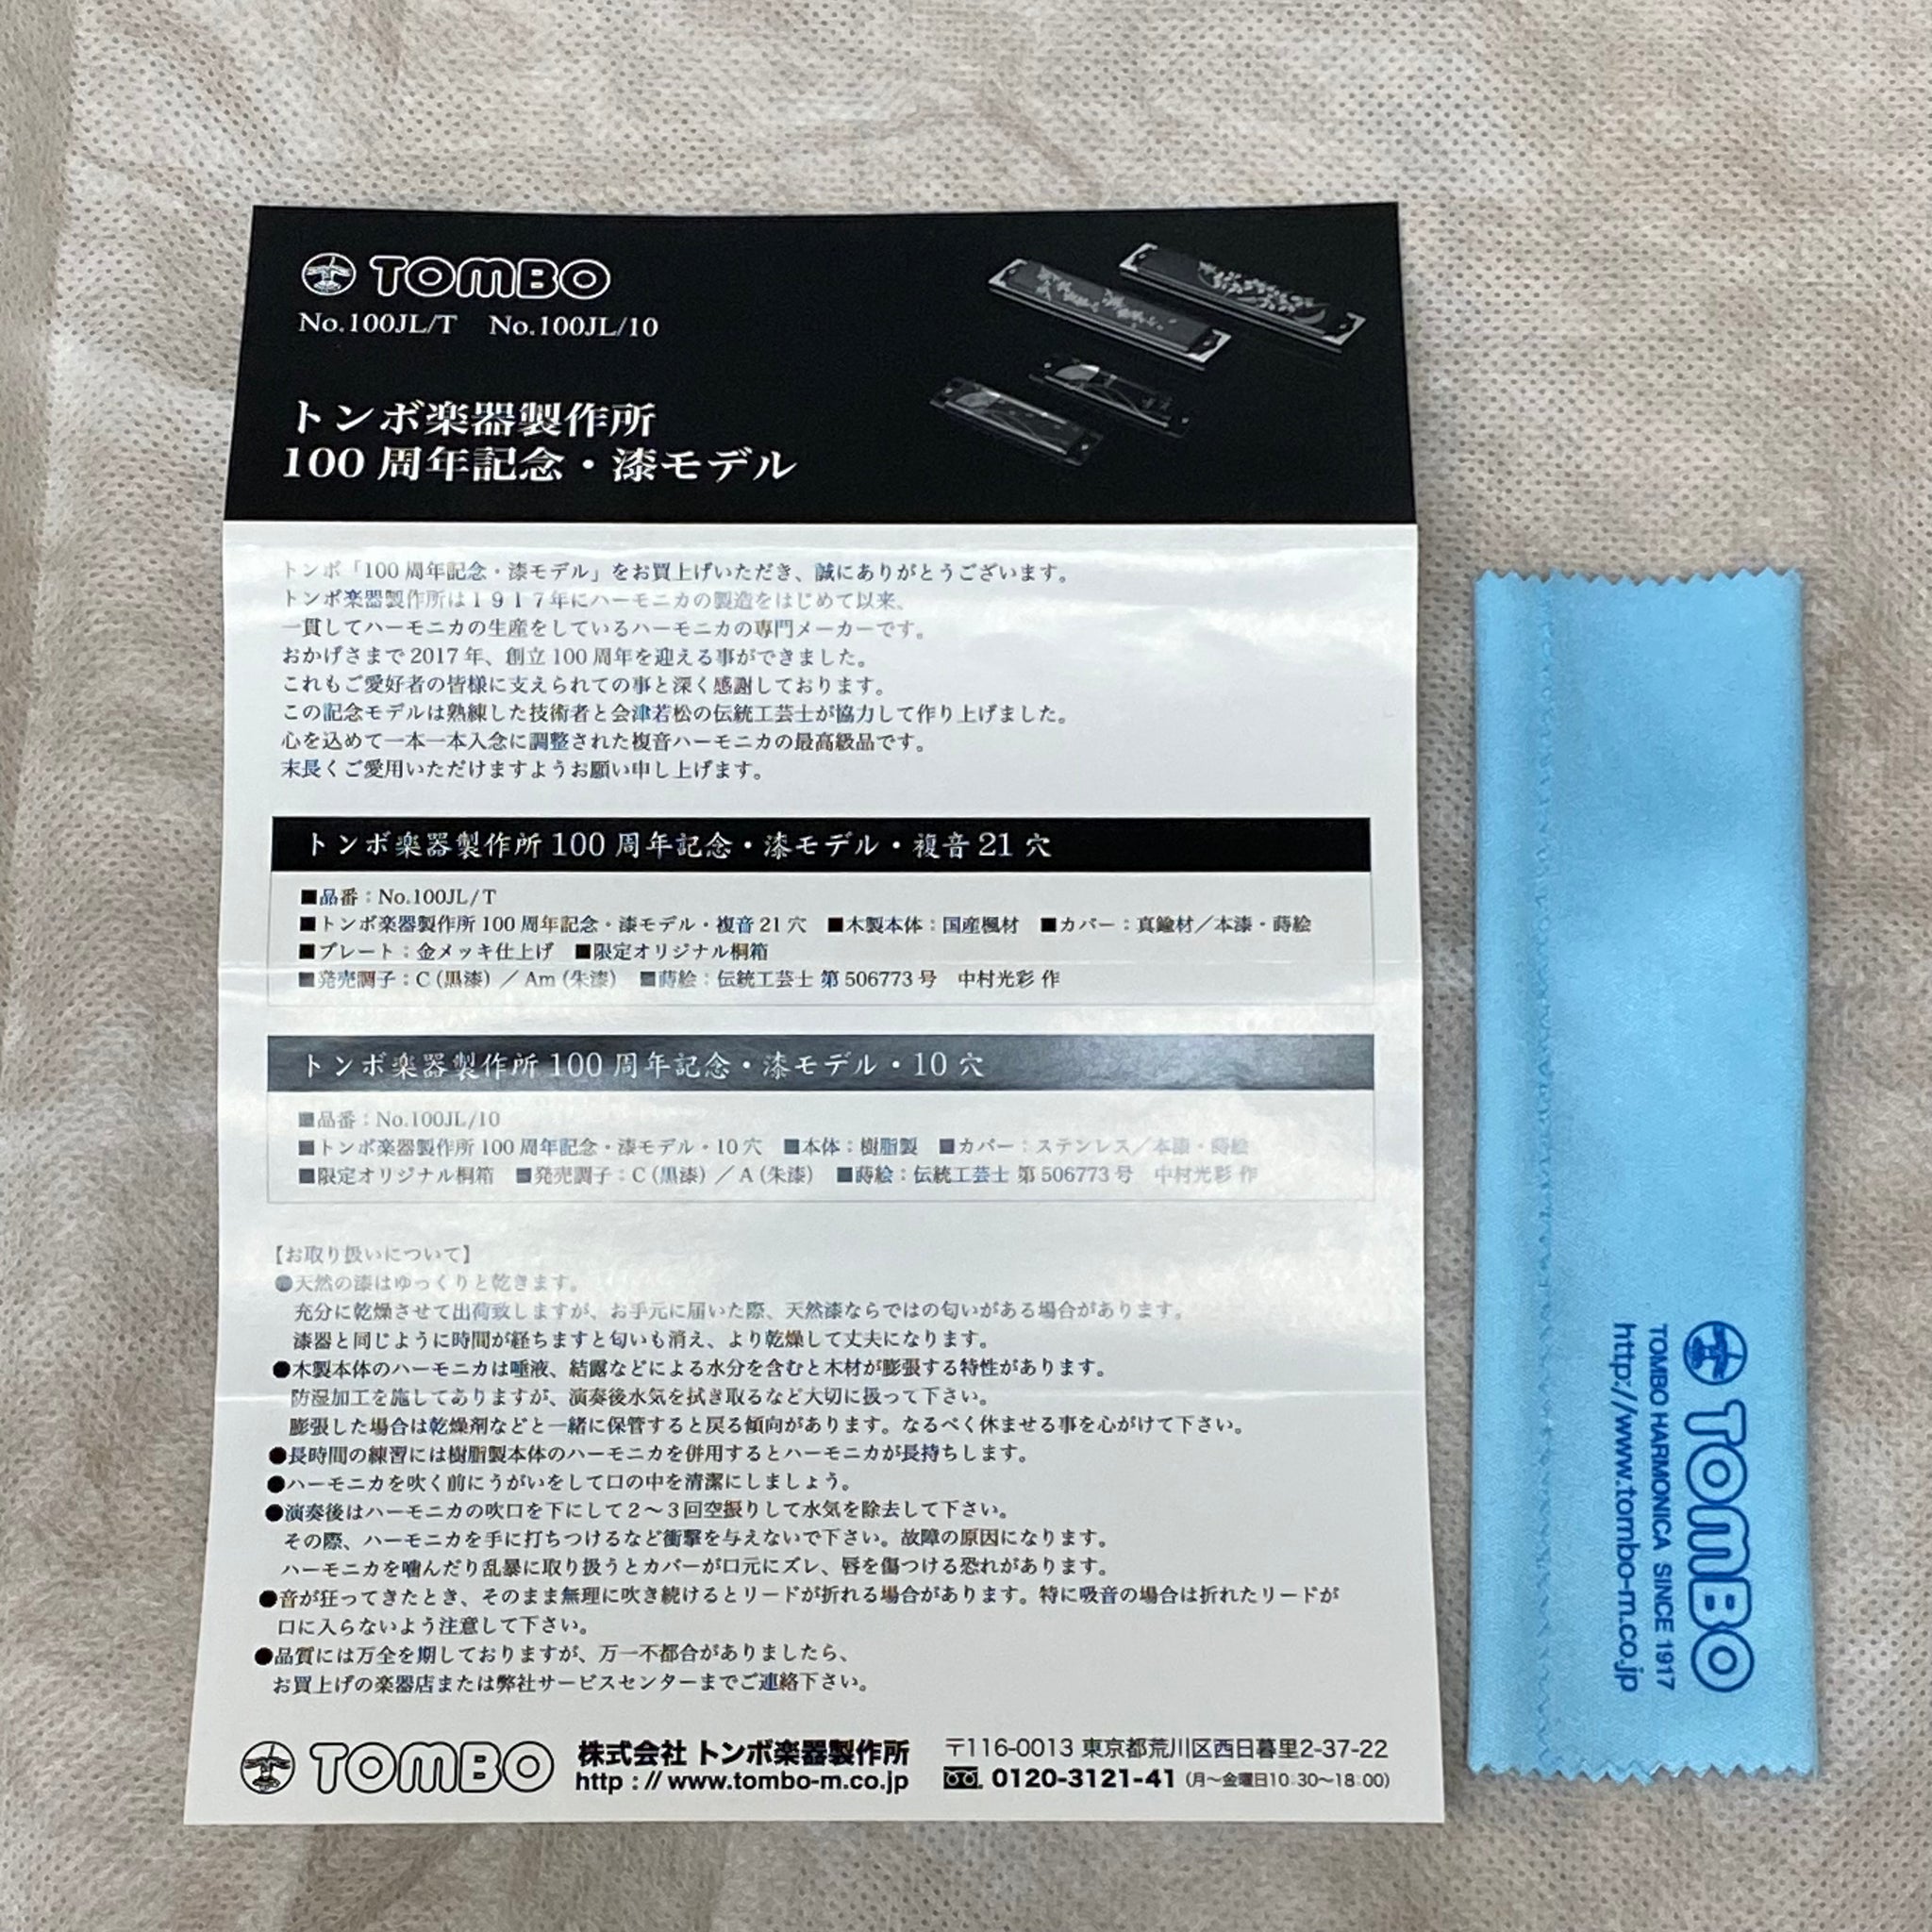 TOMBO
No.100JL/T　No.100JL/10
トンボ楽器製作所
100周年記念・漆モデル
トンボ「100周年記念・漆モデル」をお買上げいただき、誠にありがとうございます。
トンボ楽器製作所は１９１７年にハーモニカの製造をはじめて以来、
一貫してハーモニカの生産をしているハーモニカの専門メーカーです。
おかげさまで2017年、創立100周年を迎える事ができました。
これもご愛好者の皆様に支えられての事と深く感謝しております。
この記念モデルは熟練した技術者と会津若松の伝統工芸士が協力して作り上げました。
心を込めて一本一本入念に調整された複音ハーモニカの最高級品です。
末長くご愛用いただけますようお願い申し上げます。
トンボ楽器製作所100周年記念・漆モデル・複音21穴
■品番：No.100JL/T
■トンボ楽器製作所100周年記念・漆モデル・複音21穴　■木製本体：国産楓材　■カバー：真鍮材／本漆・蒔絵
■プレート：金メッキ仕上げ　■限定オリジナル桐箱
■発売調子：C（黒漆）／Am（朱漆）　■蒔絵：伝統工芸士 第506773号　中村光彩 作
トンボ楽器製作所100周年記念・漆モデル・10穴
■品番：No.100JL/10
■トンボ楽器製作所100周年記念・漆モデル・10穴　■本体：樹脂製　■カバー：ステンレス／本漆・蒔絵
■限定オリジナル桐箱　■発売調子：C（黒漆）／A（朱漆）　■蒔絵：伝統工芸士 第506773号　中村光彩 作
【お取り扱いについて】
●天然の漆はゆっくりと乾きます。
充分に乾燥させて出荷致しますが、お手元に届いた際、天然漆ならではの匂いがある場合があります。
漆器と同じように時間が経ちますと匂いも消え、より乾燥して丈夫になります。
●木製本体のハーモニカは唾液、結露などによる水分を含むと木材が膨張する特性があります。
防湿加工を施してありますが、演奏後水気を拭き取るなど大切に扱って下さい。
膨張した場合は乾燥剤などと一緒に保管すると戻る傾向があります。なるべく休ませる事を心がけて下さい。
●長時間の練習には樹脂製本体のハーモニカを併用するとハーモニカが長持ちします。
●ハーモニカを吹く前にうがいをして口の中を清潔にしましょう。
●演奏後はハーモニカの吹口を下にして２～３回空振りして水気を除去して下さい。
その際、ハーモニカを手に打ちつけるなど衝撃を与えないで下さい。故障の原因になります。
ハーモニカを噛んだり乱暴に取り扱うとカバーが口元にズレ、唇を傷つける恐れがあります。
●音が狂ってきたとき、そのまま無理に吹き続けるとリードが折れる場合があります。特に吸音の場合は折れたリードが
口に入らないよう注意して下さい。
●品質には万全を期しておりますが、万一不都合がありましたら、
お買上げの楽器店または弊社サービスセンターまでご連絡下さい。
TOMBO
株式会社 トンボ楽器製作所
http://www.tombo-m.co.jp
〒116-0013 東京都荒川区西日暮里2-37-22
0120-3121-41（月～金曜日10:30～18:00）
TOMBO
TOMBO HARMONICA SINCE 1917
http://www.tombo-m.co.jp